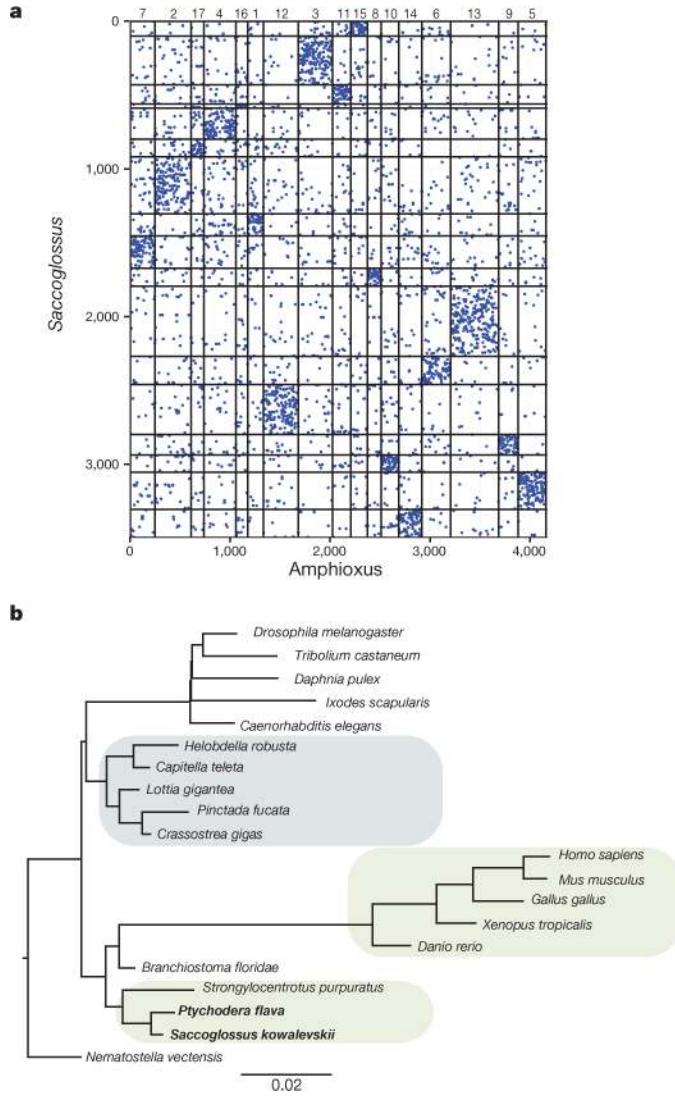 a
7 2 17 4 16 1 12 3 11 15 8 10 14 6 13 9 5
0
1,000
2,000
3,000
Saccoglossus
0 1,000 2,000 3,000 4,000
Amphioxus
b
Drosophila melanogaster
Tribolium castaneum
Daphnia pulex
Ixodes scapularis
Caenorhabditis elegans
Helobdella robusta
Capitella teleta
Lottia gigantea
Pinctada fucata
Crassostrea gigas
Homo sapiens
Mus musculus
Gallus gallus
Xenopus tropicalis
Danio rerio
Branchiostoma floridae
Strongylocentrotus purpuratus
Ptychodera flava
Saccoglossus kowalevskii
Nematostella vectensis
0.02